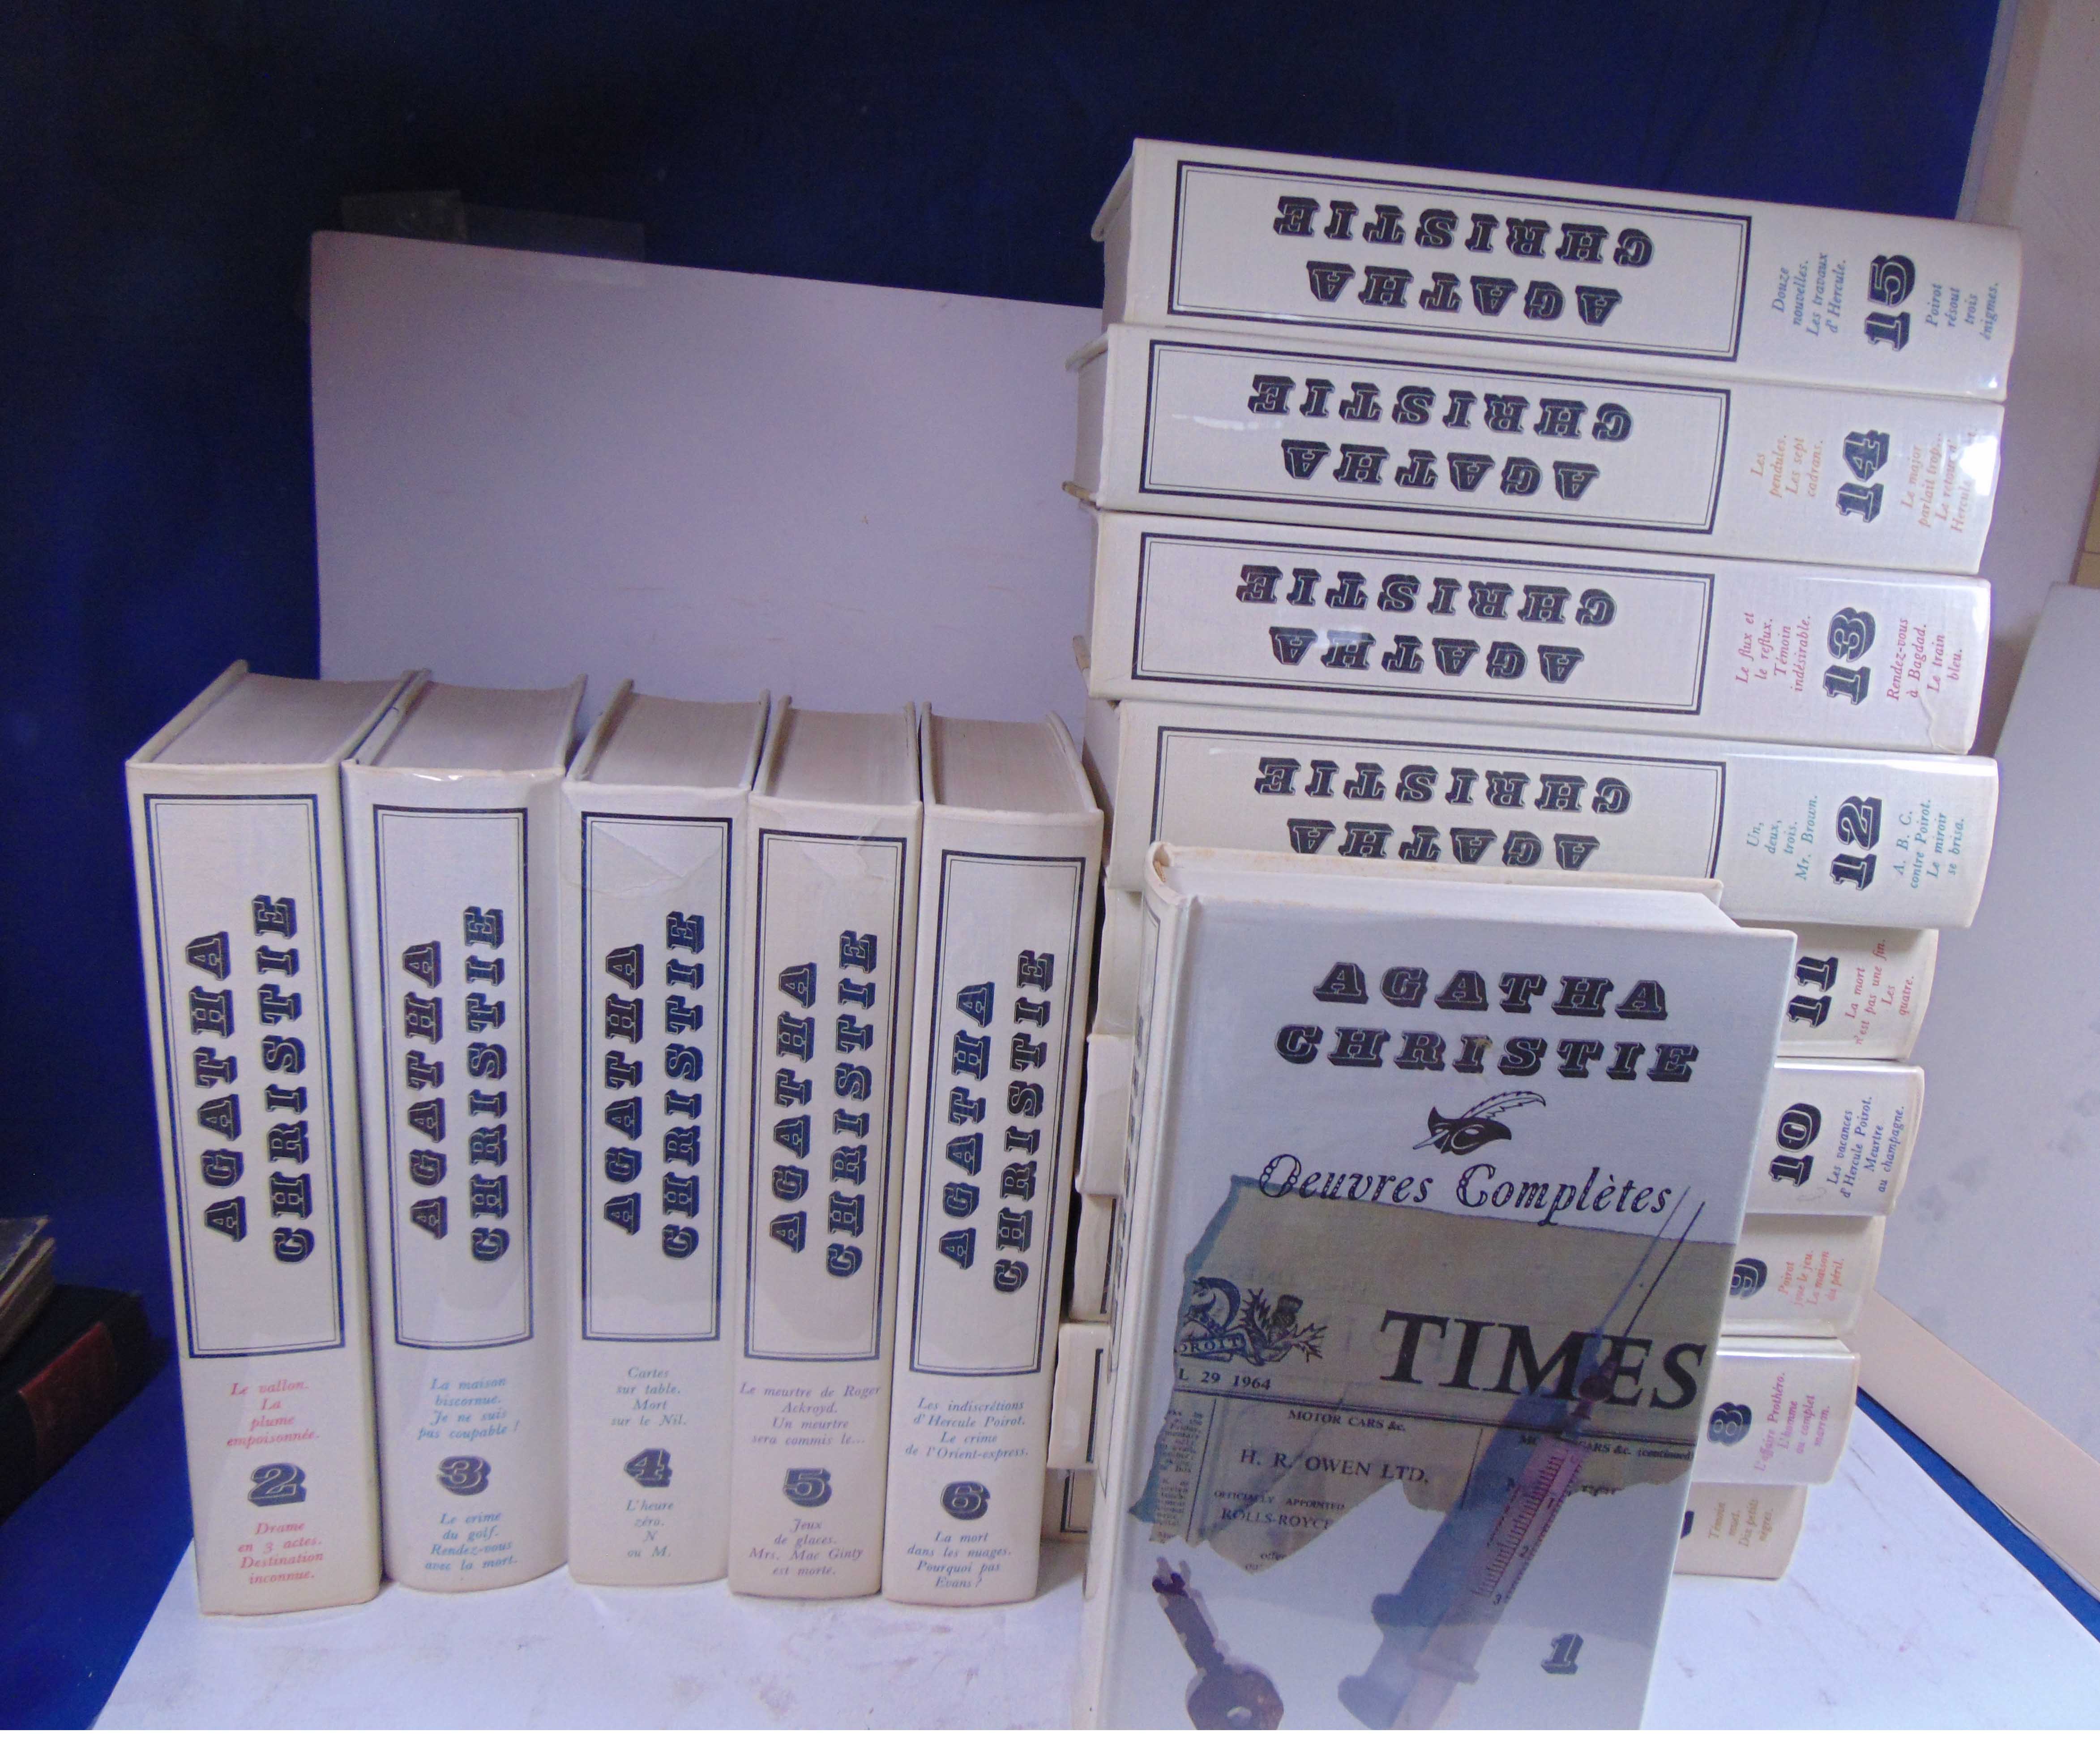 AGATHA
CHRISTIE
Le vallon.
La
plume
empoisonnée.
2
Drame
en 3 actes.
Destination
inconnue.
AGATHA
CHRISTIE
La maison
biscornue.
Je ne suis
pas coupable !
3
Le crime
du golf.
Rendez-vous
avec la mort.
AGATHA
CHRISTIE
Cartes
sur table.
Mort
sur le Nil.
4
L'heure
zéro.
N
ou M.
AGATHA
CHRISTIE
Le meurtre de Roger
Ackroyd.
Un meurtre
sera commis le...
5
Jeux
de glaces.
Mrs. Mac Ginty
est morte.
AGATHA
CHRISTIE
Les indiscrétions
d'Hercule Poirot.
Le crime
de l'Orient-express.
6
La mort
dans les nuages.
Pourquoi pas
Evans ?
AGATHA
CHRISTIE
Douze
nouvelles.
Les travaux
d'Hercule.
15
Poirot
résout
trois
énigmes.
AGATHA
CHRISTIE
Les
pendules.
Les sept
cadrans.
14
Le major
parlait trop...
Le retour d'
Hercule
AGATHA
CHRISTIE
Le flux et
le reflux.
Témoin
indésirable.
13
Rendez-vous
à Bagdad.
Le train
bleu.
AGATHA
CHRISTIE
Un,
deux,
trois.
Mr. Brown.
12
A. B. C.
contre Poirot.
Le miroir
se brisa.
11
La mort
n'est pas une fin.
Les
quatre.
10
Les vacances
d'Hercule Poirot.
Meurtre
au
champagne.
9
Poirot
joue le jeu.
La maison
du péril.
8
L'affaire Prothéro.
L'homme
au complet
marron.
Témoin
muet.
Dix petits
nègres.
AGATHA
CHRISTIE
Oeuvres Complètes
DROIT
TIMES
L 29 1964
MOTOR CARS &c.
ARS &c. (continued)
H. R. OWEN LTD.
OFFICIALLY APPOINTED
ROLLS-ROYCE
1